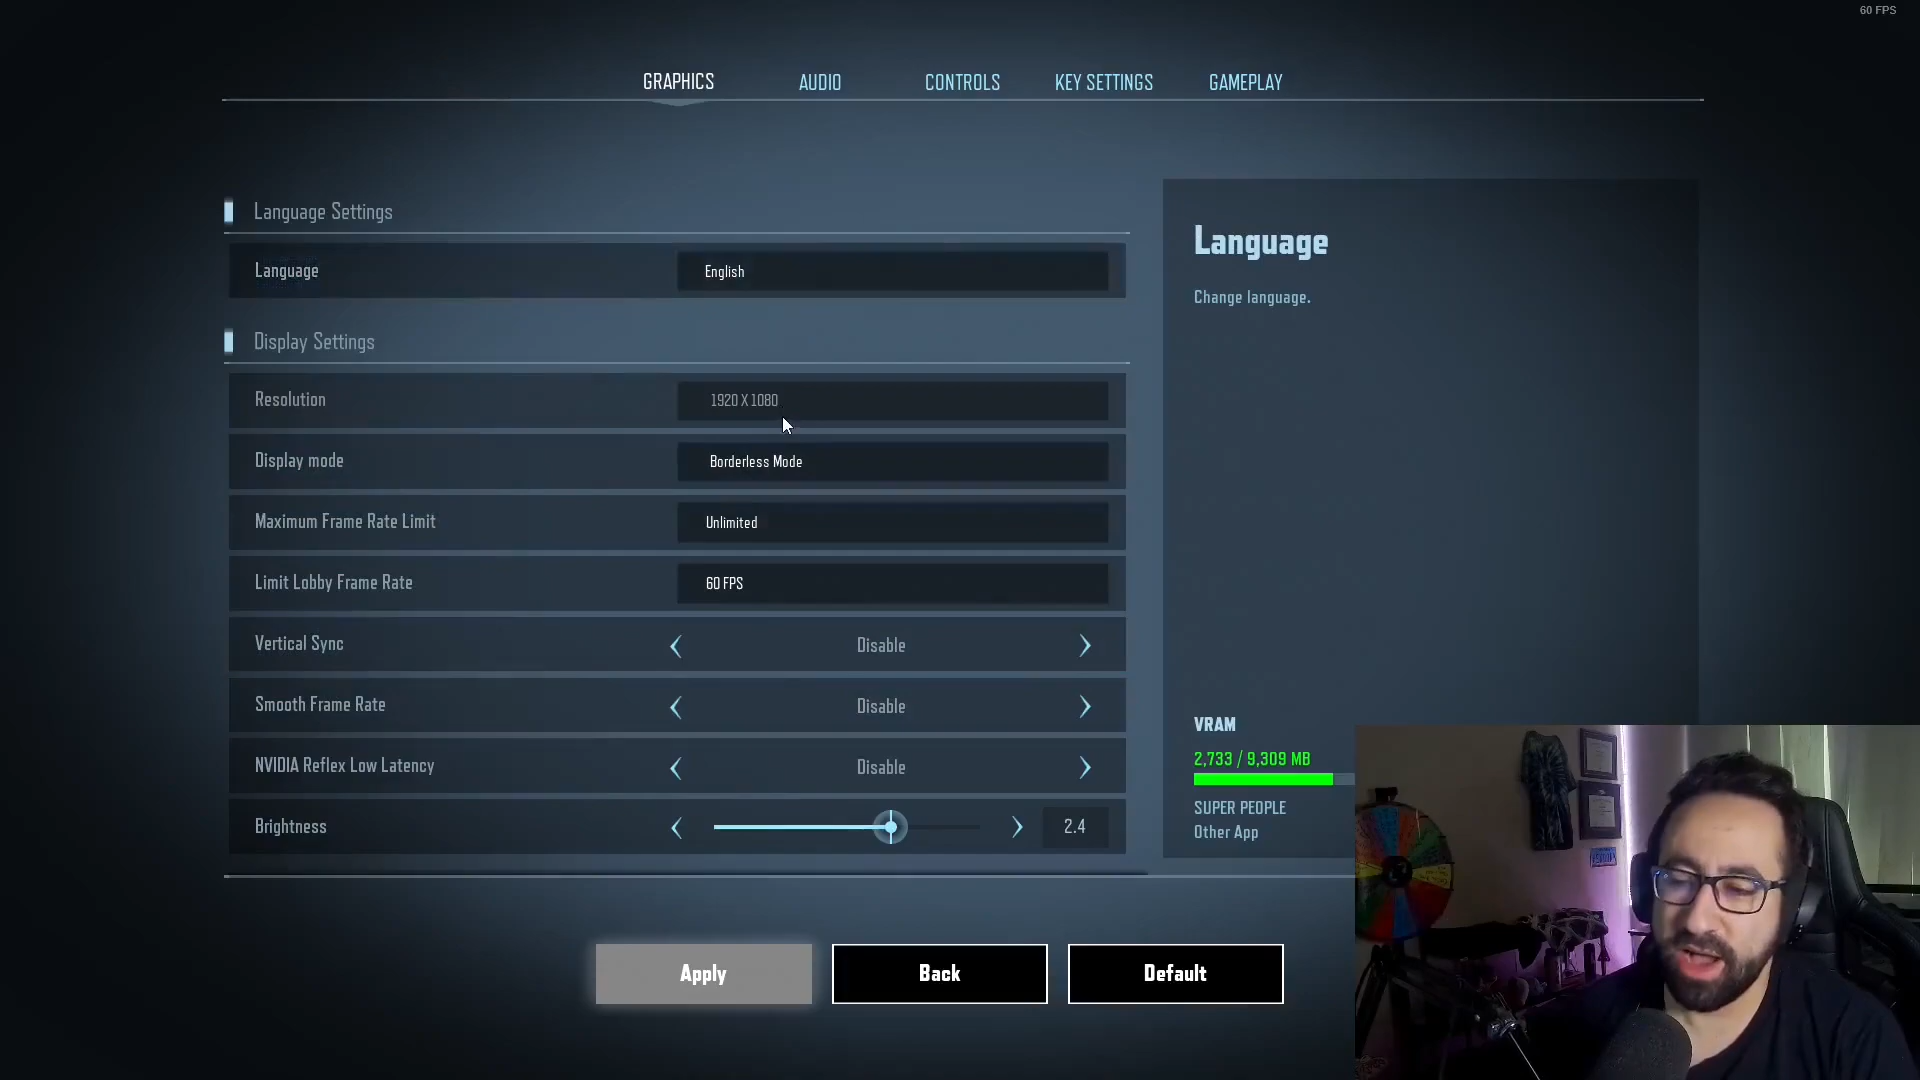 60 FPS
GRAPHICS AUDIO CONTROLS KEY SETTINGS GAMEPLAY
Language Settings
Language English
Display Settings
Resolution 1920 X 1080
Display mode Borderless Mode
Maximum Frame Rate Limit Unlimited
Limit Lobby Frame Rate 60 FPS
Vertical Sync Disable
Smooth Frame Rate Disable
NVIDIA Reflex Low Latency Disable
Brightness 2.4
Language
Change language.
VRAM
2,733 / 9,309 MB
SUPER PEOPLE
Other App
Apply Back Default